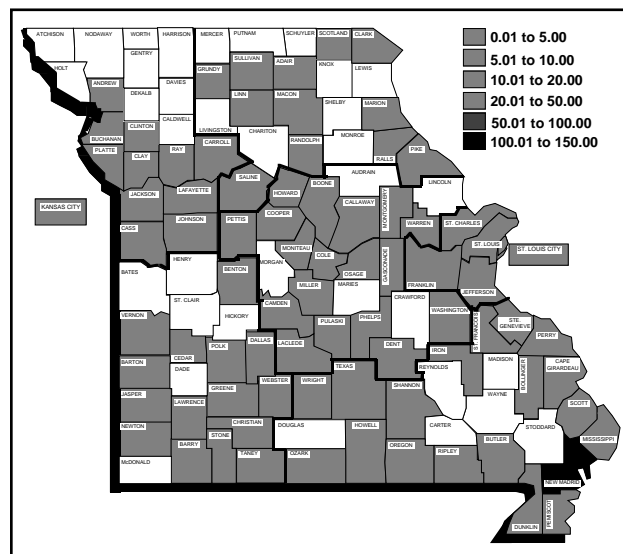 ATCHISON
NODAWAY
WORTH
HARRISON
MERCER
PUTNAM
SCHUYLER
SCOTLAND
CLARK
0.01 to 5.00
5.01 to 10.00
10.01 to 20.00
20.01 to 50.00
50.01 to 100.00
100.01 to 150.00
HOLT
GENTRY
SULLIVAN
ADAIR
KNOX
LEWIS
GRUNDY
ANDREW
DAVIES
DEKALB
LINN
MACON
SHELBY
MARION
CALDWELL
CLINTON
LIVINGSTON
CHARITON
MONROE
BUCHANAN
RANDOLPH
CARROLL
PLATTE
CLAY
RAY
RALLS
PIKE
AUDRAIN
SALINE
HOWARD
BOONE
LINCOLN
JACKSON
LAFAYETTE
CALLAWAY
MONTGOMERY
KANSAS CITY
COOPER
JOHNSON
PETTIS
WARREN
ST. CHARLES
CASS
MONITEAU
COLE
ST. LOUIS
ST. LOUIS CITY
HENRY
MORGAN
OSAGE
GASCONADE
BATES
BENTON
MILLER
MARIES
FRANKLIN
JEFFERSON
ST. CLAIR
CAMDEN
CRAWFORD
WASHINGTON
VERNON
HICKORY
PULASKI
PHELPS
ST. FRANCOIS
STE. GENEVIEVE
PERRY
DALLAS
LACLEDE
DENT
IRON
POLK
CEDAR
BARTON
DADE
TEXAS
REYNOLDS
MADISON
BOLLINGER
CAPE GIRARDEAU
GREENE
WEBSTER
WRIGHT
SHANNON
JASPER
LAWRENCE
WAYNE
SCOTT
NEWTON
CHRISTIAN
DOUGLAS
HOWELL
CARTER
STODDARD
STONE
BARRY
OREGON
BUTLER
MISSISSIPPI
McDONALD
TANEY
OZARK
RIPLEY
NEW MADRID
DUNKLIN
PEMISCOT